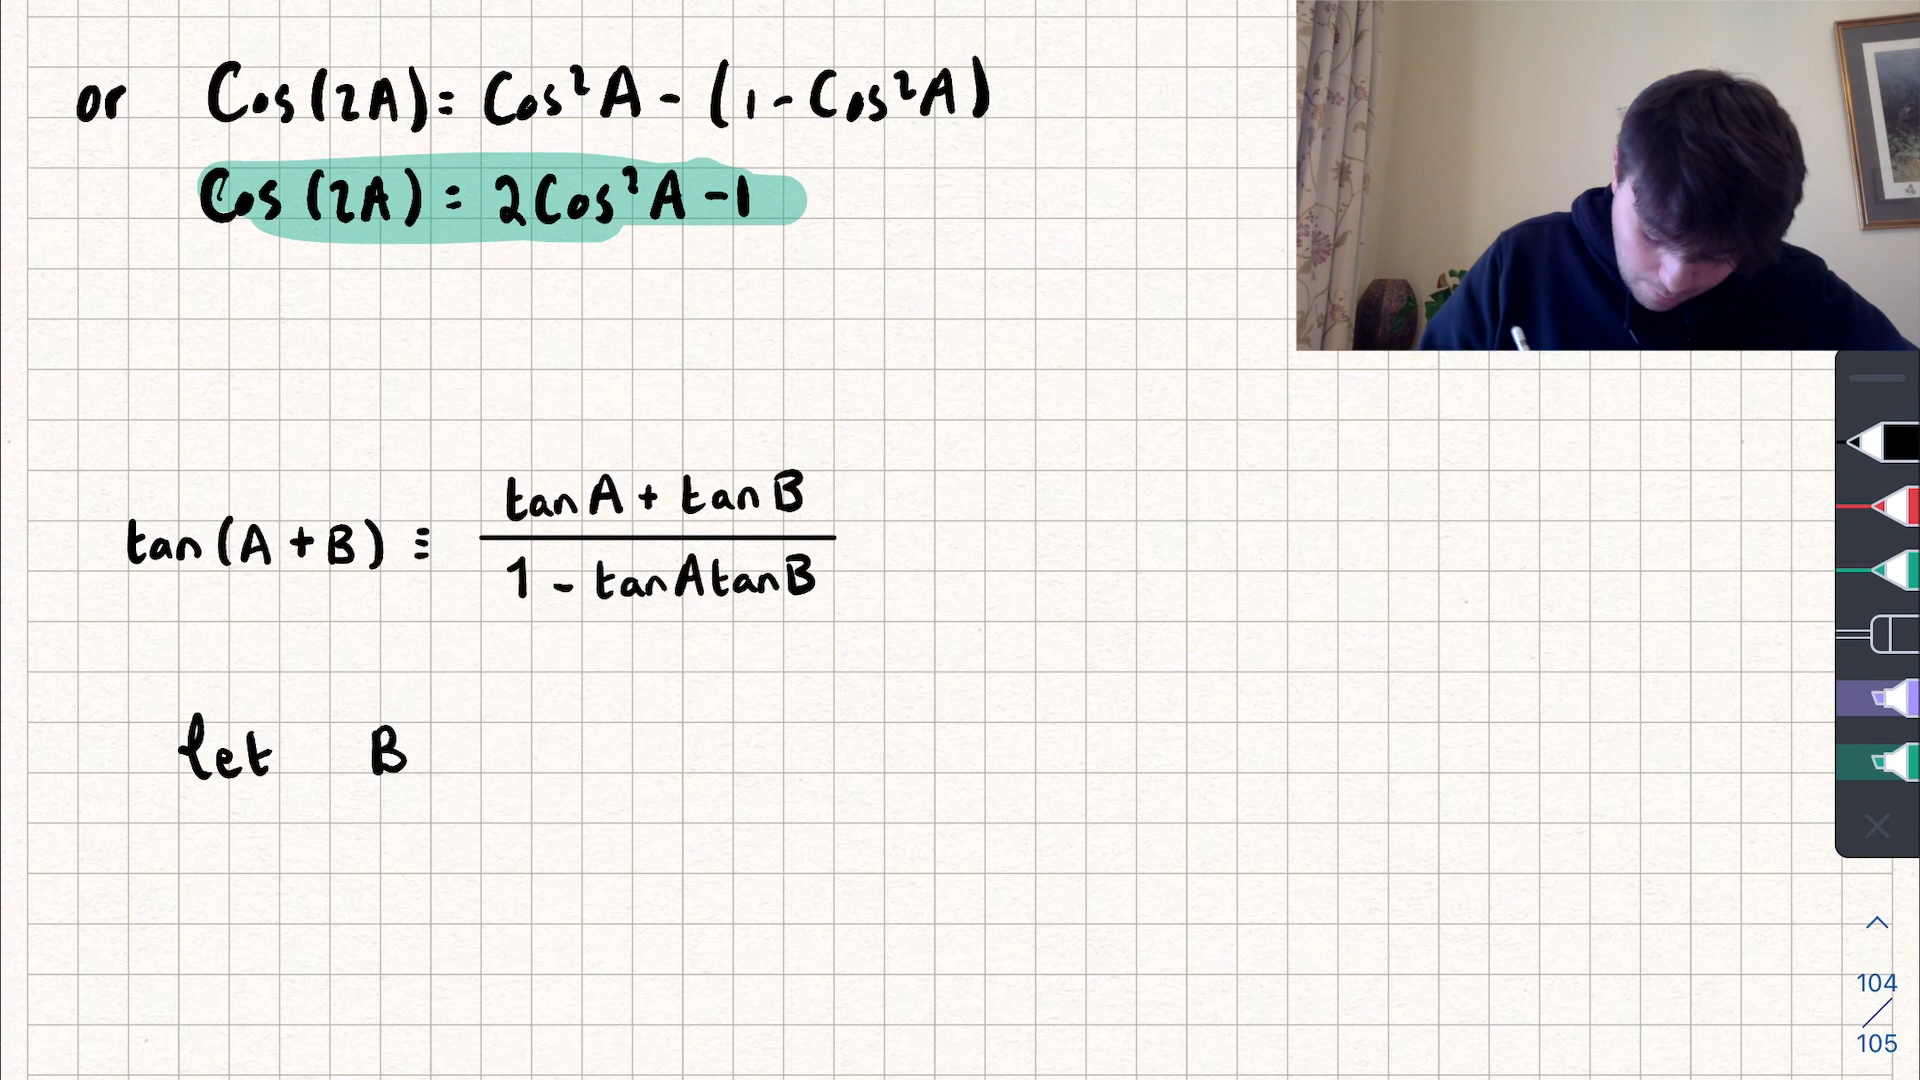 or Cos(2A) = Cos²A - (1 - Cos²A)
Cos(2A) = 2Cos²A - 1
tan(A + B) ≡ tanA + tanB
1 - tanAtanB
let B
104
/
105